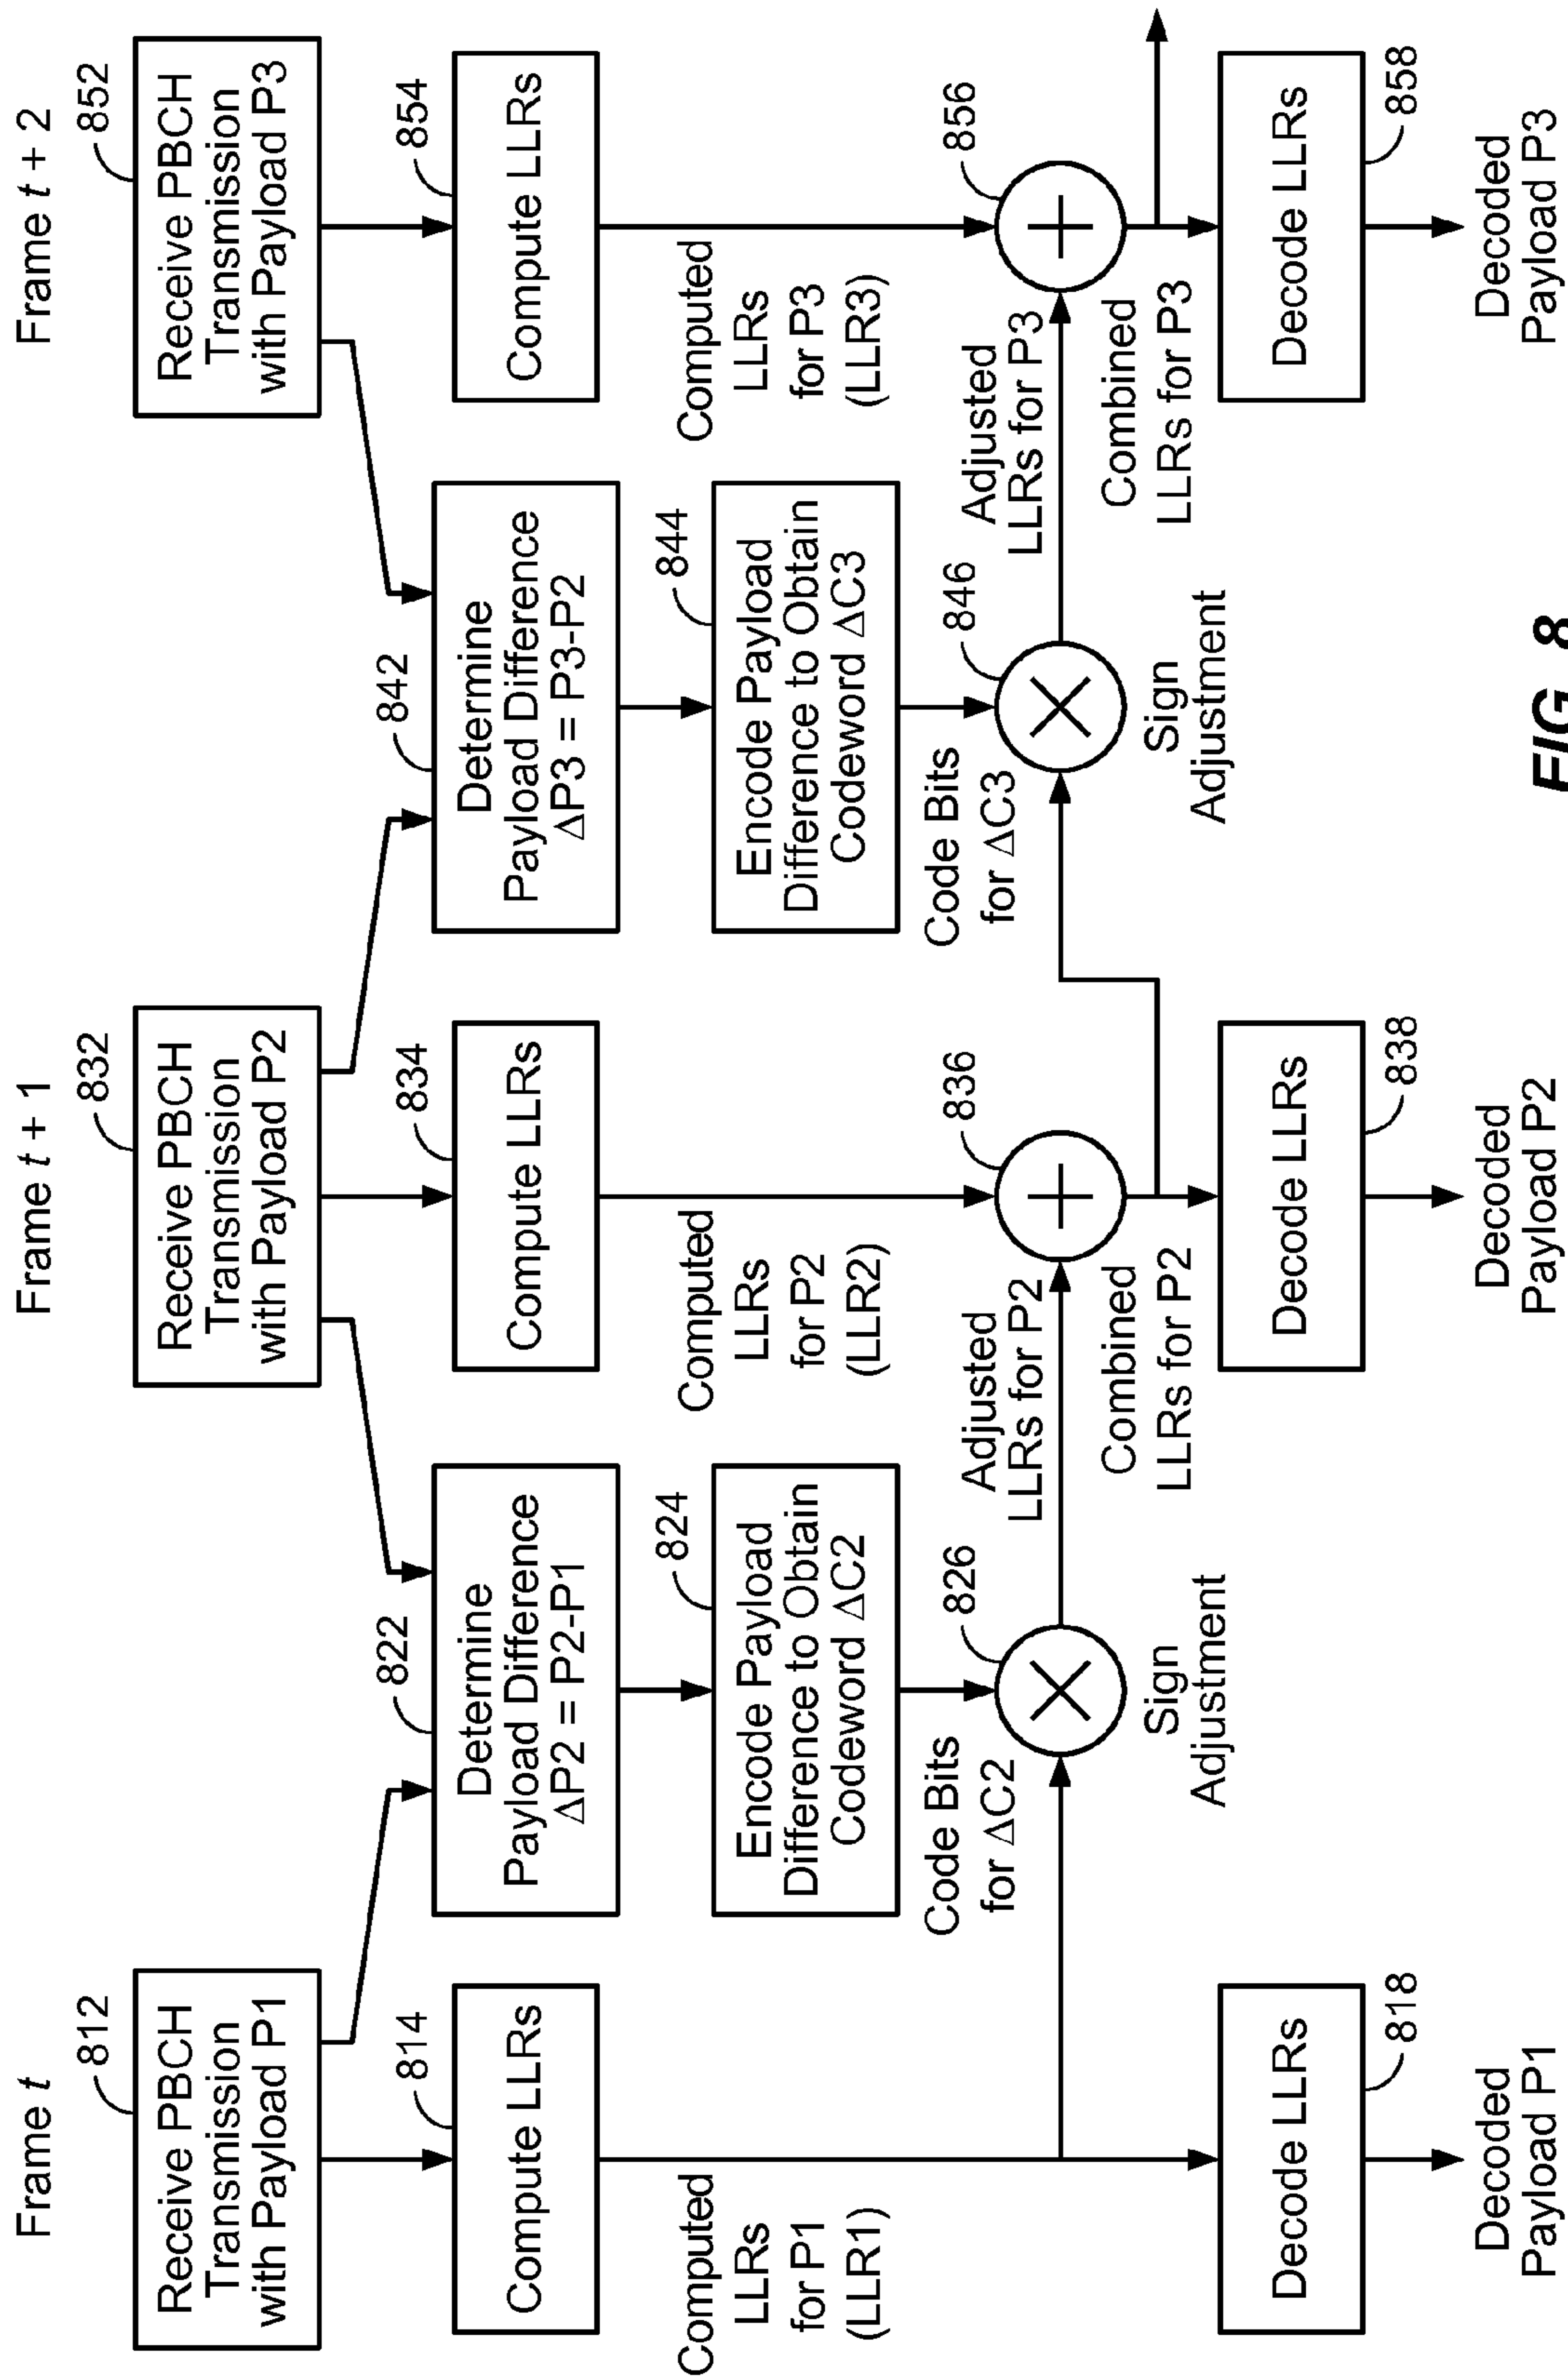 Frame t
812
Receive PBCH
Transmission
with Payload P1
814
Compute LLRs
Computed
LLRs
for P1
(LLR1)
Decode LLRs
818
Decoded
Payload P1
822
Determine
Payload Difference
ΔP2 = P2-P1
824
Encode Payload
Difference to Obtain
Codeword ΔC2
Code Bits
for ΔC2
826
Sign
Adjustment
Frame t + 1
832
Receive PBCH
Transmission
with Payload P2
834
Compute LLRs
Computed
LLRs
for P2
(LLR2)
836
Adjusted
LLRs for P2
Combined
LLRs for P2
Decode LLRs
838
Decoded
Payload P2
842
Determine
Payload Difference
ΔP3 = P3-P2
844
Encode Payload
Difference to Obtain
Codeword ΔC3
Code Bits
for ΔC3
846
Sign
Adjustment
Frame t + 2
852
Receive PBCH
Transmission
with Payload P3
854
Compute LLRs
Computed
LLRs
for P3
(LLR3)
856
Adjusted
LLRs for P3
Combined
LLRs for P3
Decode LLRs
858
Decoded
Payload P3
FIG. 8